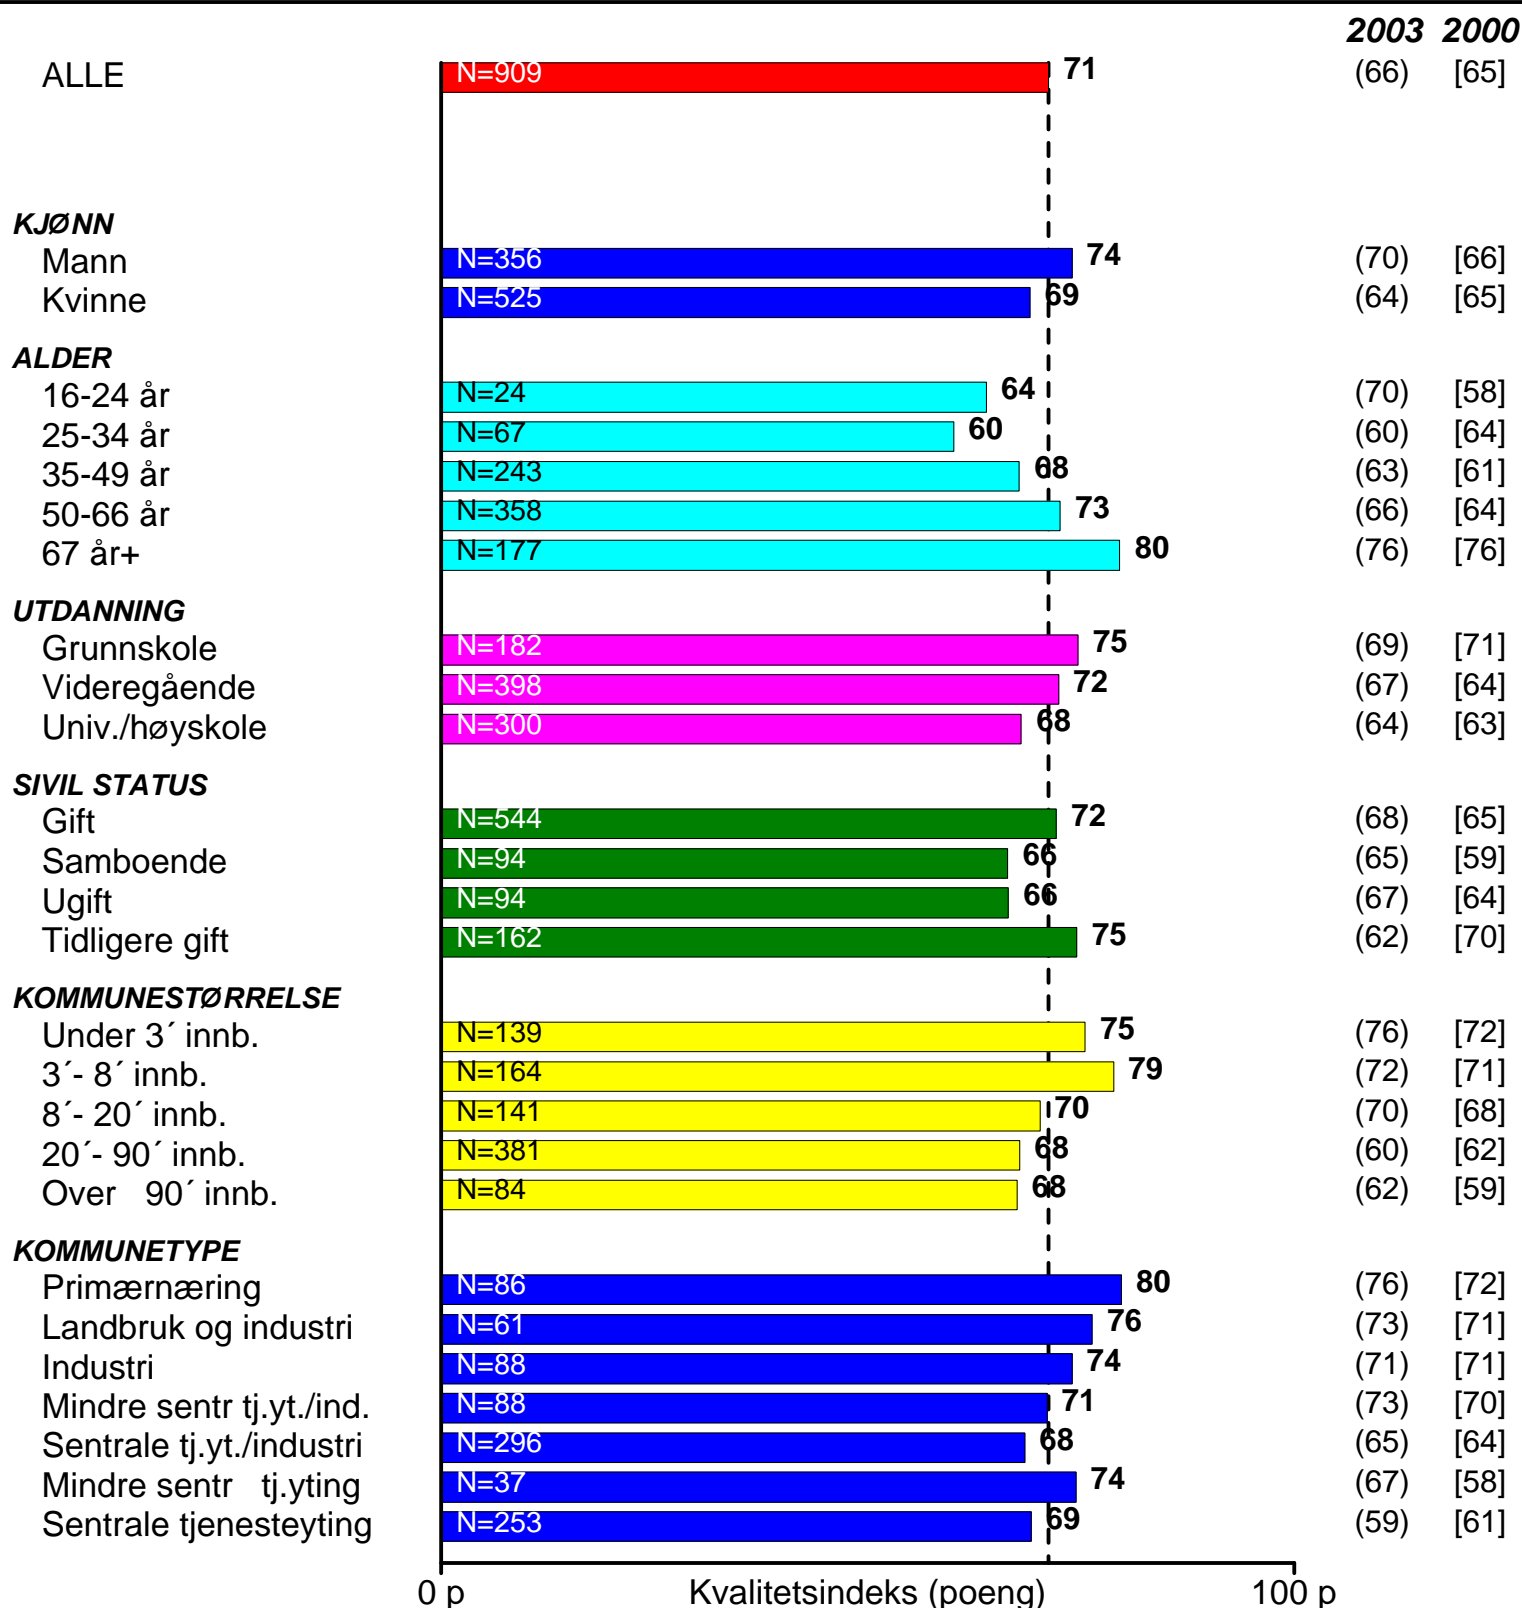 2003 2000
ALLE N=909 71 (66) [65]
KJØNN
Mann N=356 74 (70) [66]
Kvinne N=525 69 (64) [65]
ALDER
16-24 år N=24 64 (70) [58]
25-34 år N=67 60 (60) [64]
35-49 år N=243 68 (63) [61]
50-66 år N=358 73 (66) [64]
67 år+ N=177 80 (76) [76]
UTDANNING
Grunnskole N=182 75 (69) [71]
Videregående N=398 72 (67) [64]
Univ./høyskole N=300 68 (64) [63]
SIVIL STATUS
Gift N=544 72 (68) [65]
Samboende N=94 66 (65) [59]
Ugift N=94 66 (67) [64]
Tidligere gift N=162 75 (62) [70]
KOMMUNESTØRRELSE
Under 3´ innb. N=139 75 (76) [72]
3´- 8´ innb. N=164 79 (72) [71]
8´- 20´ innb. N=141 70 (70) [68]
20´- 90´ innb. N=381 68 (60) [62]
Over 90´ innb. N=84 68 (62) [59]
KOMMUNETYPE
Primærnæring N=86 80 (76) [72]
Landbruk og industri N=61 76 (73) [71]
Industri N=88 74 (71) [71]
Mindre sentr tj.yt./ind. N=88 71 (73) [70]
Sentrale tj.yt./industri N=296 68 (65) [64]
Mindre sentr tj.yting N=37 74 (67) [58]
Sentrale tjenesteyting N=253 69 (59) [61]
0 p Kvalitetsindeks (poeng) 100 p